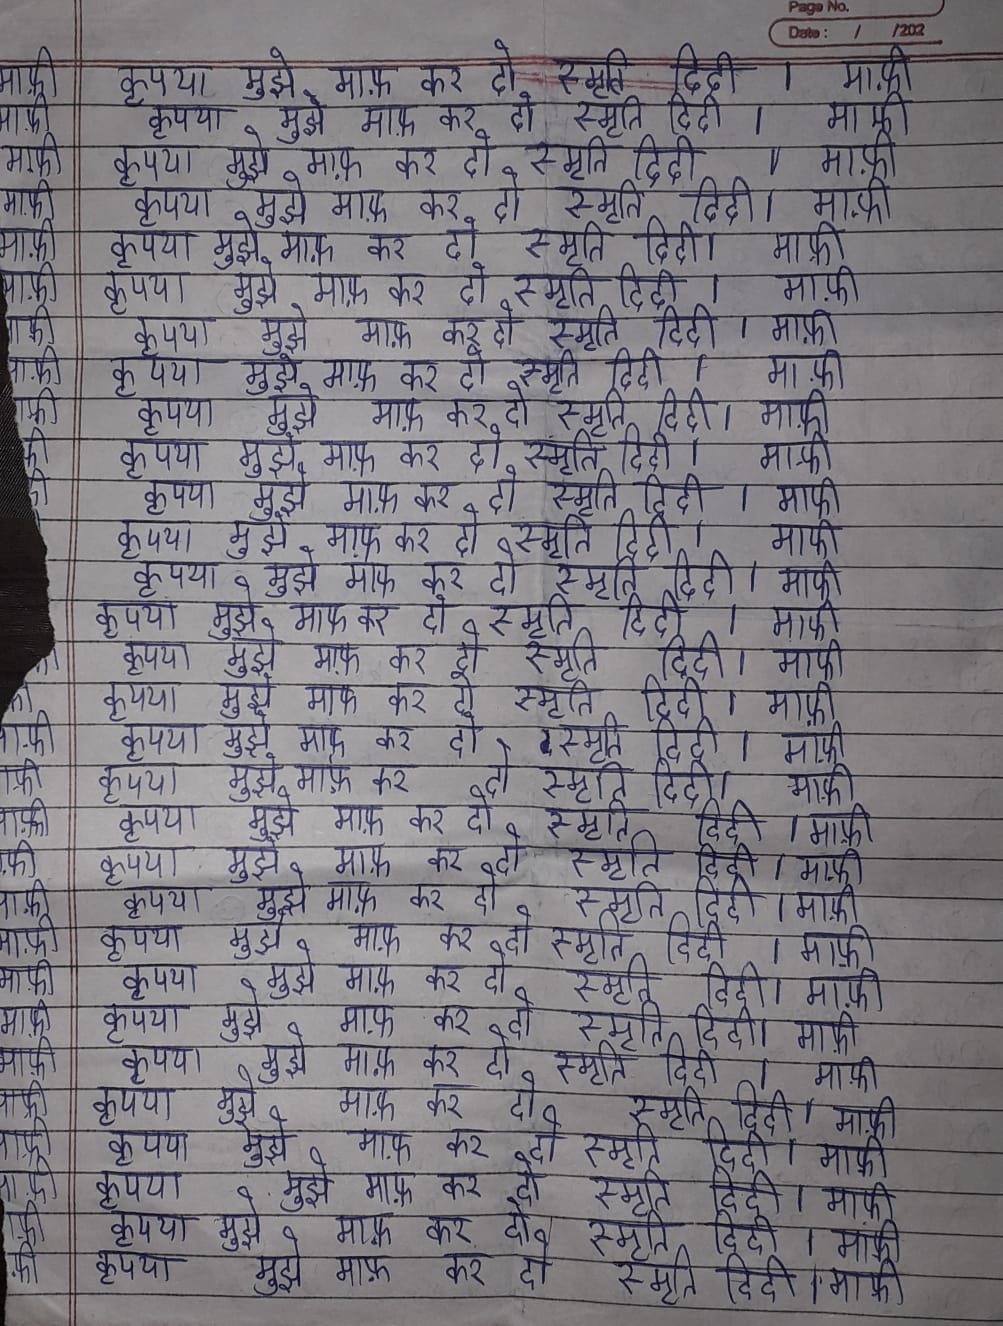 Page No.
Date : / /202
माफ़ी कृपया मुझे माफ़ कर दो स्मृति दिदी । माफ़ी
माफ़ी कृपया मुझे माफ़ कर दो स्मृति दिदी । माफ़ी
माफ़ी कृपया मुझे माफ़ कर दो स्मृति दिदी । माफ़ी
माफ़ी कृपया मुझे माफ़ कर दो स्मृति दिदी । माफ़ी
माफ़ी कृपया मुझे माफ़ कर दो स्मृति दिदी । माफ़ी
माफ़ी कृपया मुझे माफ़ कर दो स्मृति दिदी । माफ़ी
कृपया मुझे माफ़ कर दो स्मृति दिदी । माफ़ी
कृपया मुझे माफ़ कर दो स्मृति दिदी । माफ़ी
कृपया मुझे माफ़ कर दो स्मृति दिदी । माफ़ी
कृपया मुझे माफ़ कर दो स्मृति दिदी । माफ़ी
कृपया मुझे माफ़ कर दो स्मृति दिदी । माफी
कृपया मुझे माफ़ कर दो स्मृति दिदी । माफी
कृपया मुझे माफ़ कर दो स्मृति दिदी । माफी
कृपया मुझे माफ कर दो स्मृति दिदी । माफी
कृपया मुझे माफ़ कर दो स्मृति दिदी । माफी
कृपया मुझे माफ़ कर दो स्मृति दिदी । माफ़ी
कृपया मुझे माफ़ कर दो स्मृति दिदी । माफ़ी
कृपया मुझे माफ़ कर दो स्मृति दिदी । माफ़ी
माफ़ी कृपया मुझे माफ़ कर दो स्मृति दिदी । माफ़ी
कृपया मुझे माफ़ कर दो स्मृति दिदी । माफ़ी
माफ़ी कृपया मुझे माफ़ कर दो स्मृति दिदी । माफ़ी
माफ़ी कृपया मुझे माफ़ कर दो स्मृति दिदी । माफ़ी
माफ़ी कृपया मुझे माफ़ कर दो स्मृति दिदी । माफ़ी
माफ़ी कृपया मुझे माफ़ कर दो स्मृति दिदी । माफ़ी
माफ़ी कृपया मुझे माफ़ कर दो स्मृति दिदी । माफ़ी
माफ़ी कृपया मुझे माफ़ कर दो स्मृति दिदी । माफ़ी
माफ़ी कृपया मुझे माफ़ कर दो स्मृति दिदी । माफ़ी
माफ़ी कृपया मुझे माफ़ कर दो स्मृति दिदी । माफ़ी
कृपया मुझे माफ़ कर दो स्मृति दिदी । माफ़ी
कृपया मुझे माफ़ कर दो स्मृति दिदी । माफ़ी